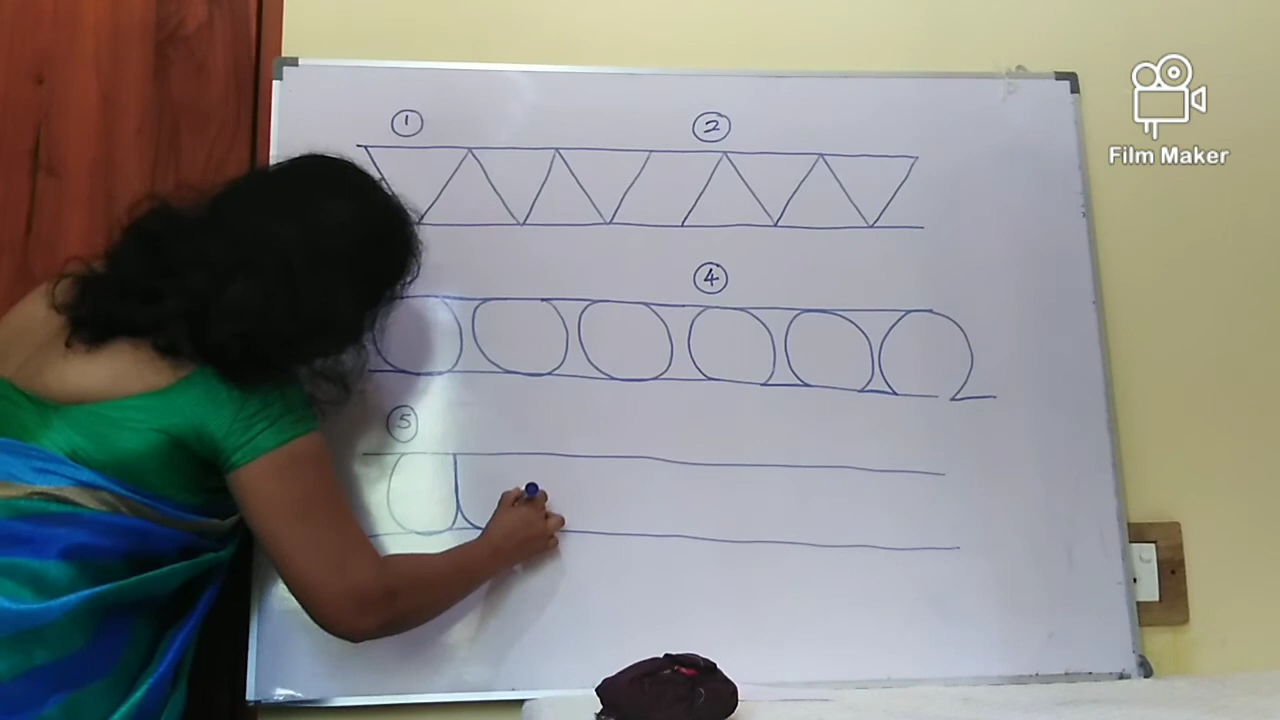 ① ②
Film Maker
④
⑤